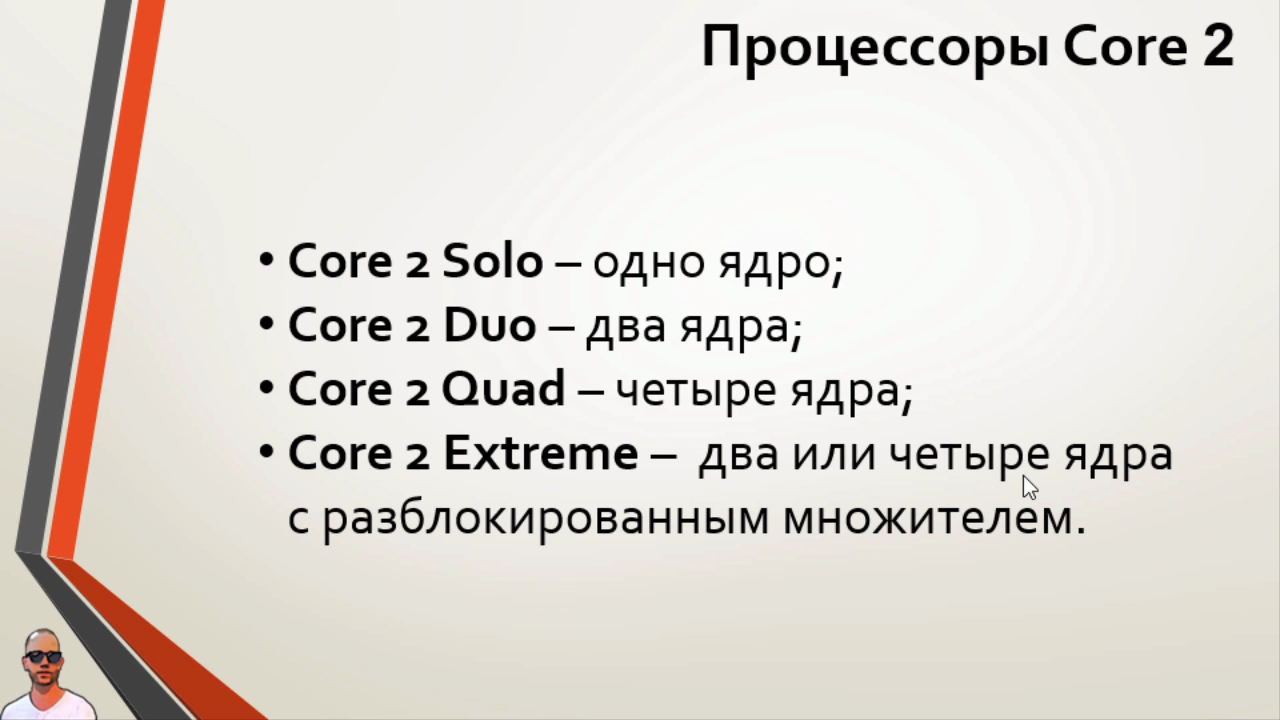 Процессоры Core 2
• Core 2 Solo – одно ядро;
• Core 2 Duo – два ядра;
• Core 2 Quad – четыре ядра;
• Core 2 Extreme – два или четыре ядра
с разблокированным множителем.